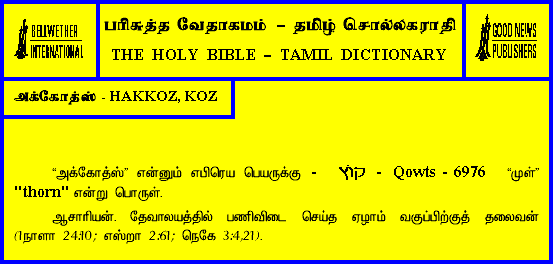 BELLWETHER
INTERNATIONAL
பரிசுத்த வேதாகமம் – தமிழ் சொல்லகராதி
THE HOLY BIBLE – TAMIL DICTIONARY
GOOD NEWS
PUBLISHERS
அக்கோத்ஸ் - HAKKOZ, KOZ
“அக்கோத்ஸ்” என்னும் எபிரெய பெயருக்கு - קוֹץ - Qowts - 6976 “முள்”
"thorn" என்று பொருள்.
ஆசாரியன். தேவாலயத்தில் பணிவிடை செய்த ஏழாம் வகுப்பிற்குத் தலைவன்
(1நாளா 24:10; எஸ்றா 2:61; நெகே 3:4,21).